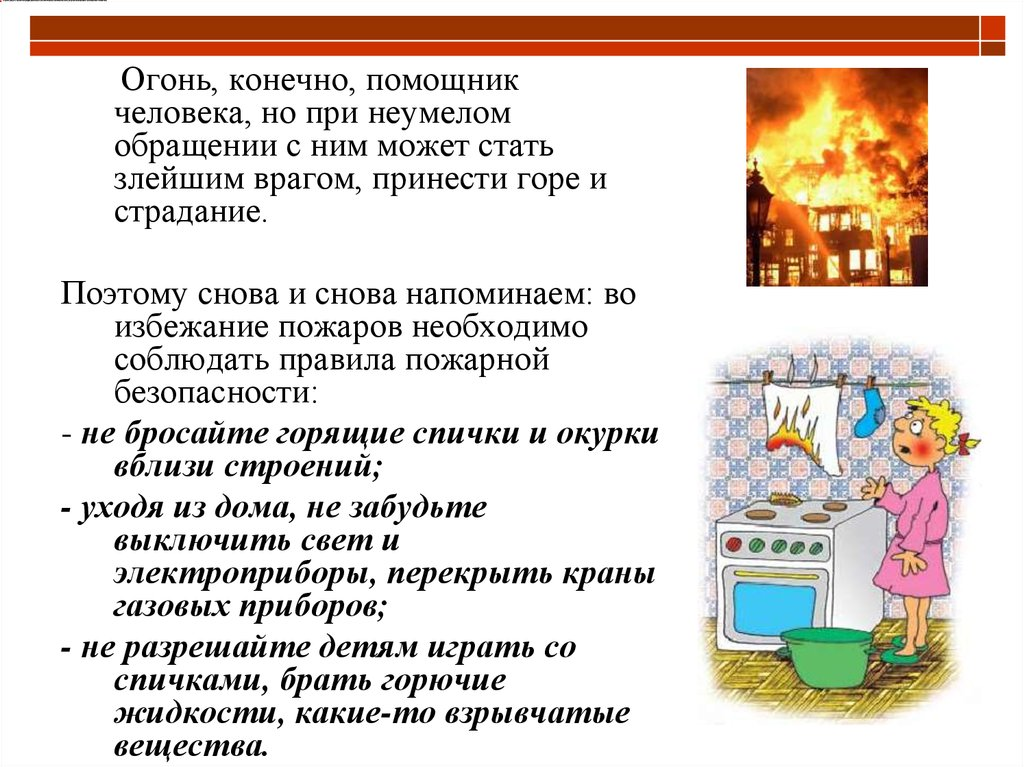 Огонь, конечно, помощник
человека, но при неумелом
обращении с ним может стать
злейшим врагом, принести горе и
страдание.
Поэтому снова и снова напоминаем: во
избежание пожаров необходимо
соблюдать правила пожарной
безопасности:
- не бросайте горящие спички и окурки
вблизи строений;
- уходя из дома, не забудьте
выключить свет и
электроприборы, перекрыть краны
газовых приборов;
- не разрешайте детям играть со
спичками, брать горючие
жидкости, какие-то взрывчатые
вещества.